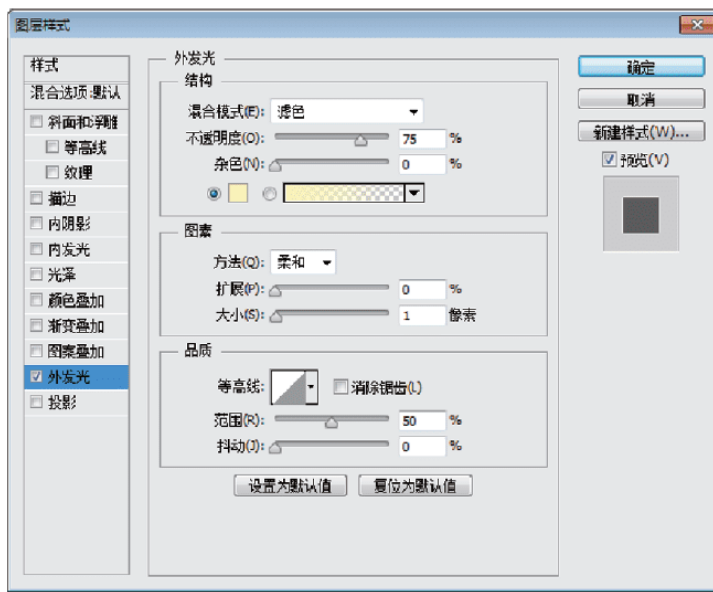 图层样式
样式
混合选项:默认
斜面和浮雕
等高线
纹理
描边
内阴影
内发光
光泽
颜色叠加
渐变叠加
图案叠加
外发光
投影
外发光
结构
混合模式(E): 滤色
不透明度(O): 75 %
杂色(N): 0 %
图素
方法(Q): 柔和
扩展(P): 0 %
大小(S): 1 像素
品质
等高线: 消除锯齿(L)
范围(R): 50 %
抖动(J): 0 %
设置为默认值 复位为默认值
确定
取消
新建样式(W)...
预览(V)